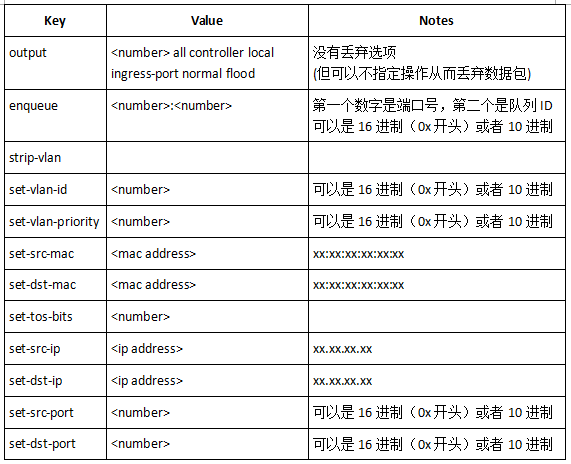 Key Value Notes
output <number> all controller local 没有丢弃选项
ingress-port normal flood (但可以不指定操作从而丢弃数据包)
enqueue <number>:<number> 第一个数字是端口号，第二个是队列 ID
可以是 16 进制（0x 开头）或者 10 进制
strip-vlan
set-vlan-id <number> 可以是 16 进制（0x 开头）或者 10 进制
set-vlan-priority <number> 可以是 16 进制（0x 开头）或者 10 进制
set-src-mac <mac address> xx:xx:xx:xx:xx:xx
set-dst-mac <mac address> xx:xx:xx:xx:xx:xx
set-tos-bits <number>
set-src-ip <ip address> xx.xx.xx.xx
set-dst-ip <ip address> xx.xx.xx.xx
set-src-port <number> 可以是 16 进制（0x 开头）或者 10 进制
set-dst-port <number> 可以是 16 进制（0x 开头）或者 10 进制